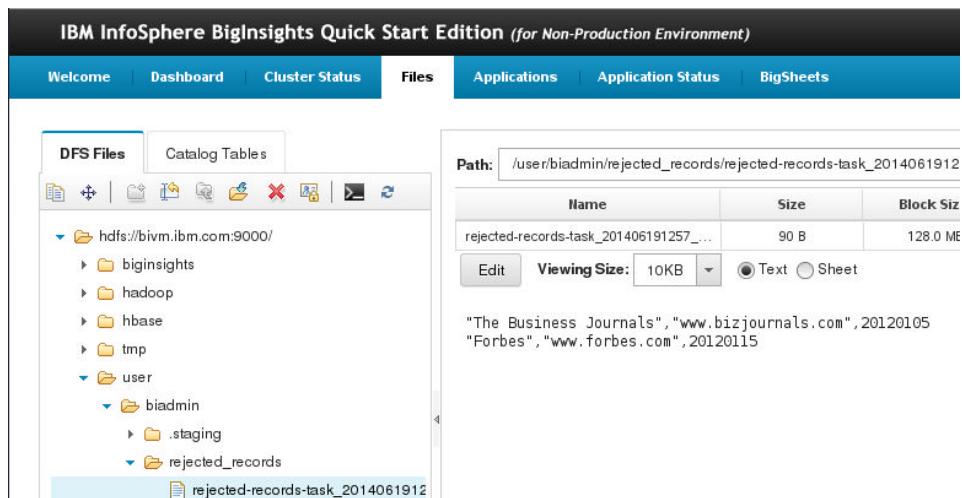 IBM InfoSphere BigInsights Quick Start Edition (for Non-Production Environment)
Welcome Dashboard Cluster Status Files Applications Application Status BigSheets
DFS Files Catalog Tables
Path: /user/biadmin/rejected_records/rejected-records-task_2014061912
Name Size Block Siz
rejected-records-task_201406191257_... 90 B 128.0 ME
Edit Viewing Size: 10KB Text Sheet
"The Business Journals","www.bizjournals.com",20120105
"Forbes","www.forbes.com",20120115
hdfs://bivm.ibm.com:9000/
biginsights
hadoop
hbase
tmp
user
biadmin
.staging
rejected_records
rejected-records-task_2014061912